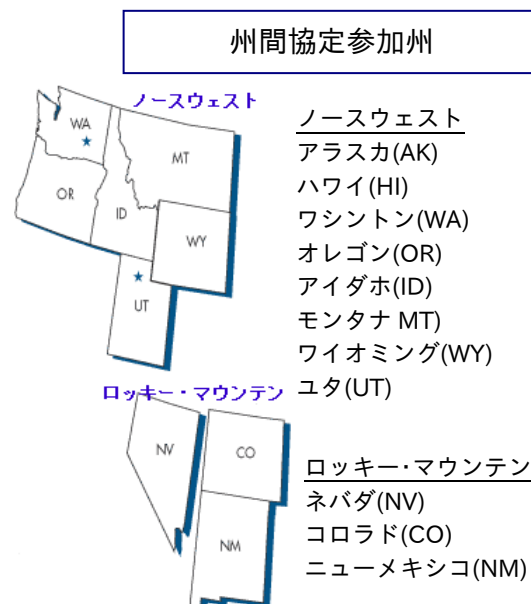 州間協定参加州
ノースウェスト
WA
MT
OR
ID
WY
UT
ノースウェスト
アラスカ(AK)
ハワイ(HI)
ワシントン(WA)
オレゴン(OR)
アイダホ(ID)
モンタナ MT)
ワイオミング(WY)
ユタ(UT)
ロッキー・マウンテン
NV
CO
NM
ロッキー･マウンテン
ネバダ(NV)
コロラド(CO)
ニューメキシコ(NM)